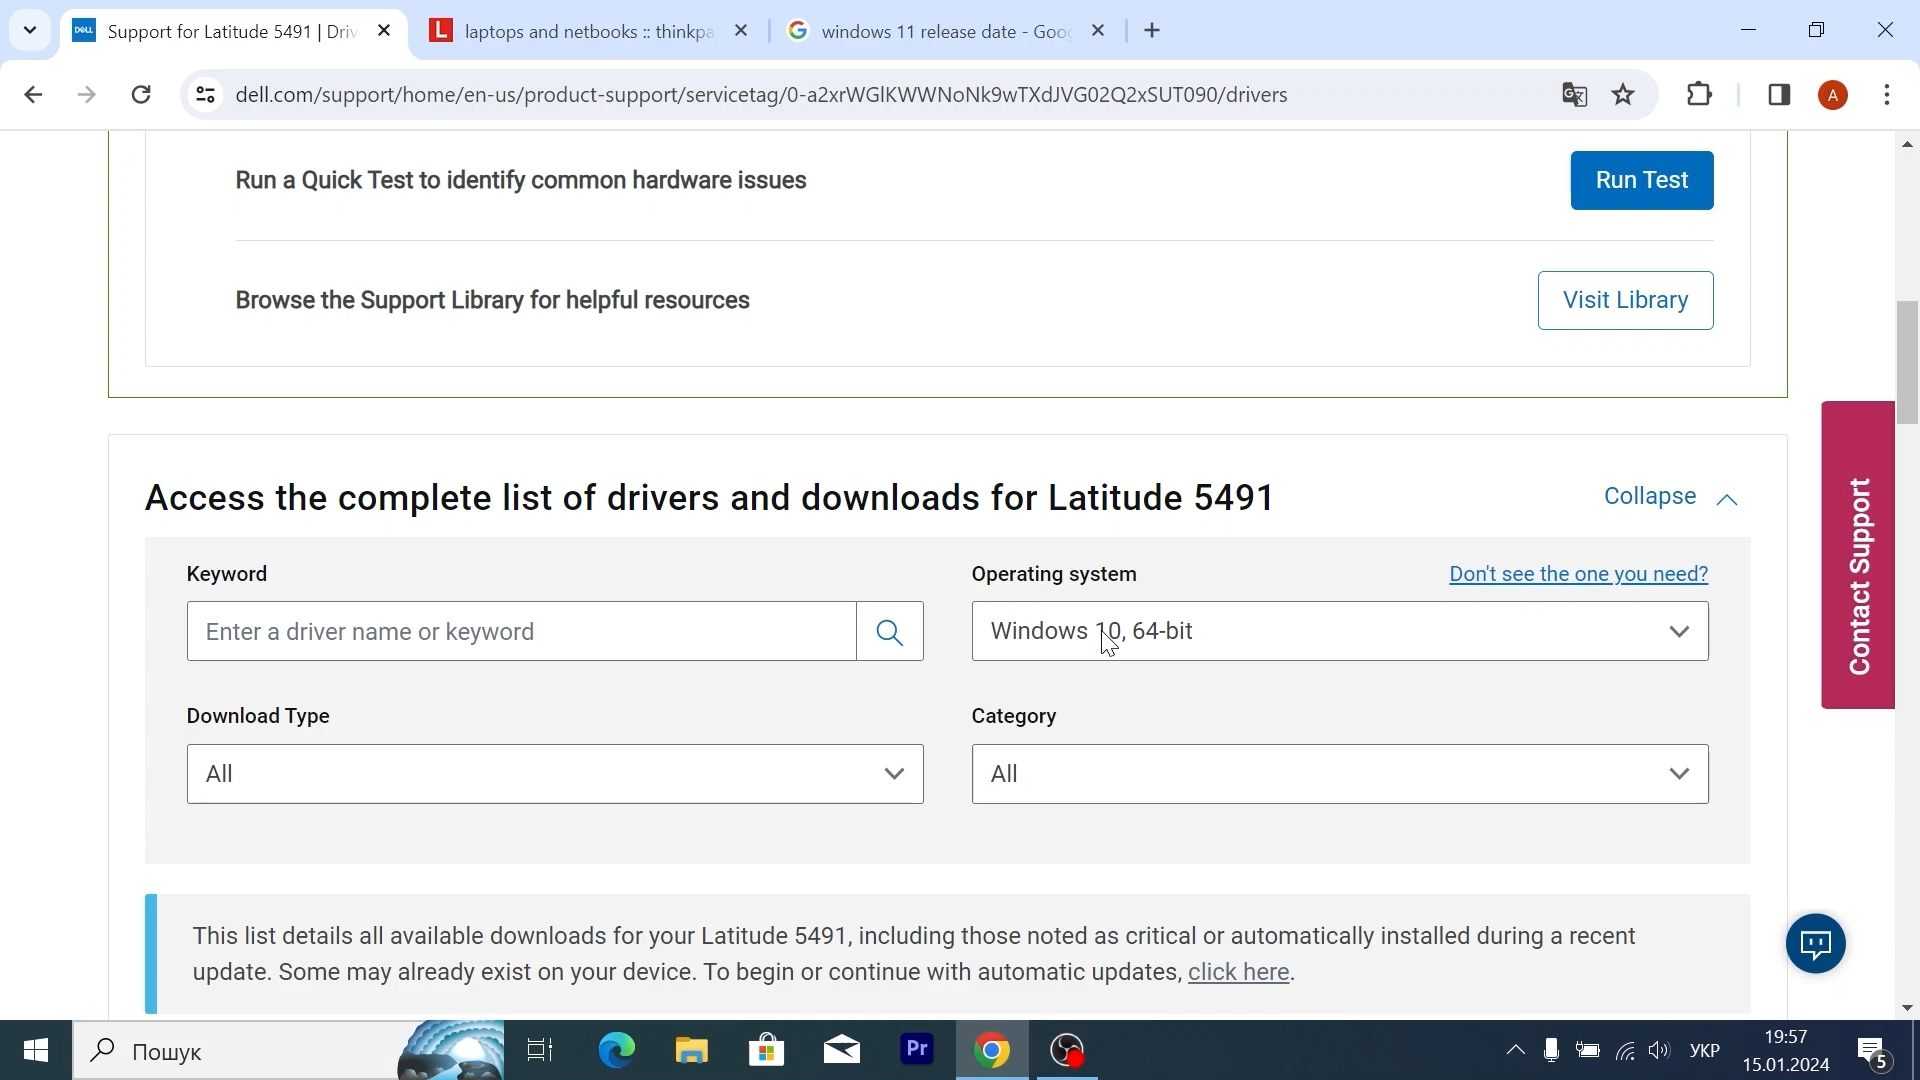 DELL
Support for Latitude 5491 | Driv
L
laptops and netbooks :: thinkpa
windows 11 release date - Goo
dell.com/support/home/en-us/product-support/servicetag/0-a2xrWGlKWWNoNk9wTXdJVG02Q2xSUT090/drivers
A
Run a Quick Test to identify common hardware issues
Run Test
Browse the Support Library for helpful resources
Visit Library
Access the complete list of drivers and downloads for Latitude 5491
Collapse
Keyword
Operating system
Don't see the one you need?
Enter a driver name or keyword
Windows 10, 64-bit
Download Type
Category
All
All
Contact Support
This list details all available downloads for your Latitude 5491, including those noted as critical or automatically installed during a recent
update. Some may already exist on your device. To begin or continue with automatic updates, click here.
Пошук
Pr
УКР
19:57
15.01.2024
5